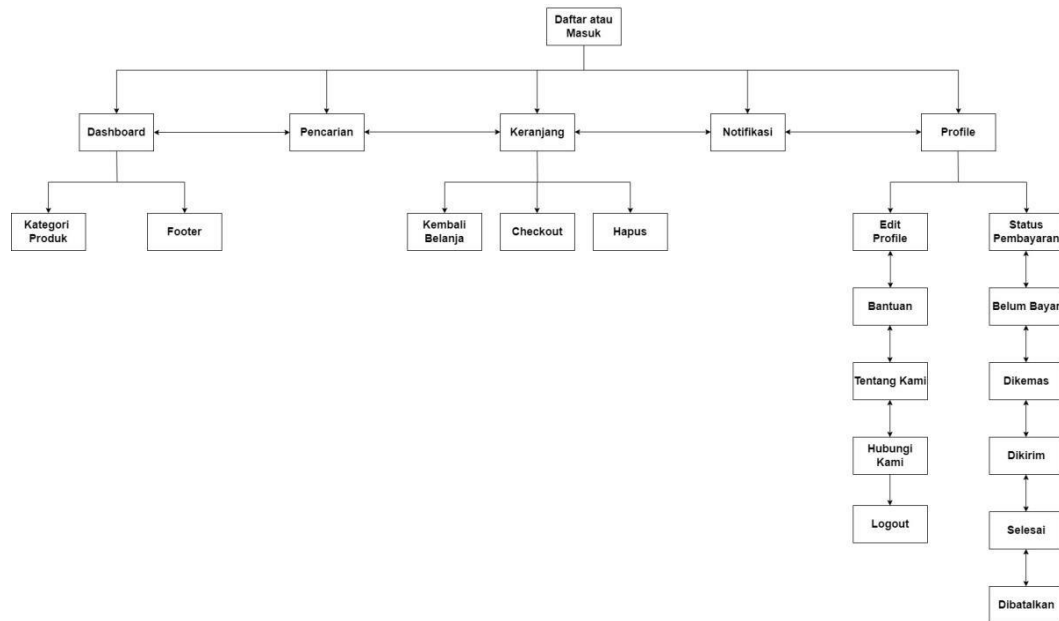 Daftar atau
Masuk
Dashboard
Pencarian
Keranjang
Notifikasi
Profile
Kategori
Produk
Footer
Kembali
Belanja
Checkout
Hapus
Edit
Profile
Status
Pembayaran
Bantuan
Belum Bayar
Tentang Kami
Dikemas
Hubungi
Kami
Dikirim
Logout
Selesai
Dibatalkan